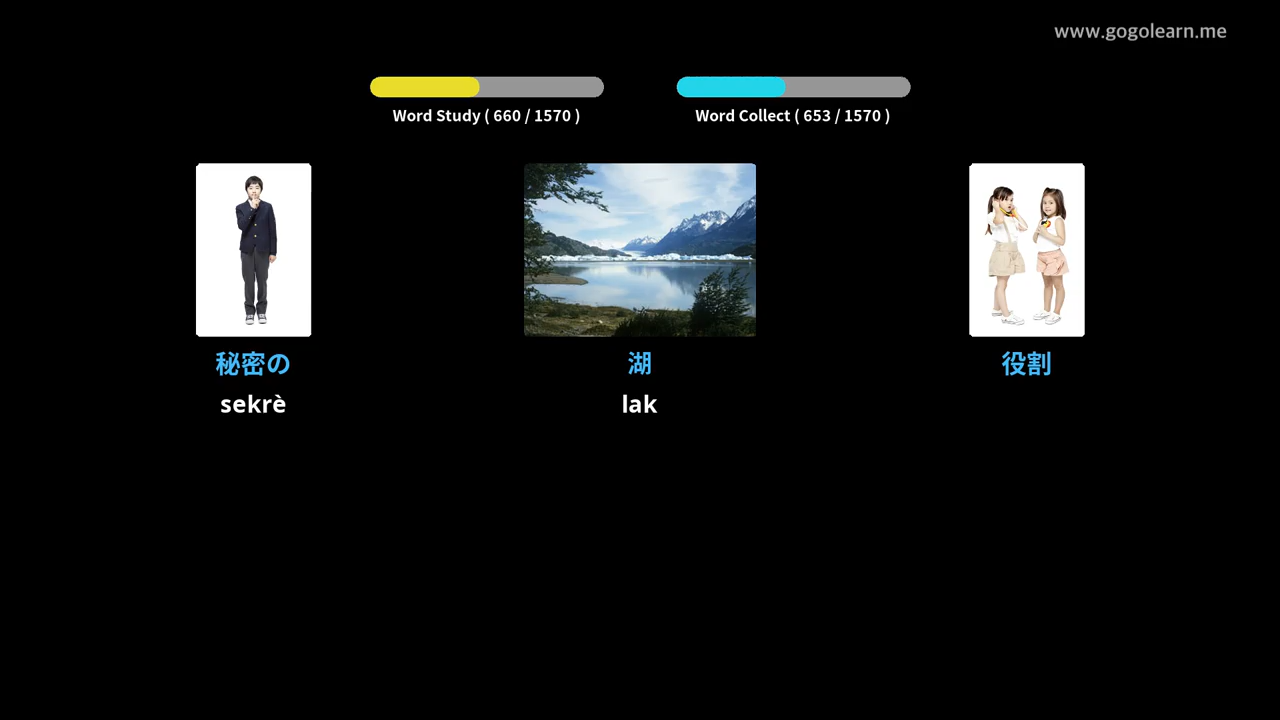 www.gogolearn.me
Word Study ( 660 / 1570 )
Word Collect ( 653 / 1570 )
秘密の
sekrè
湖
lak
役割